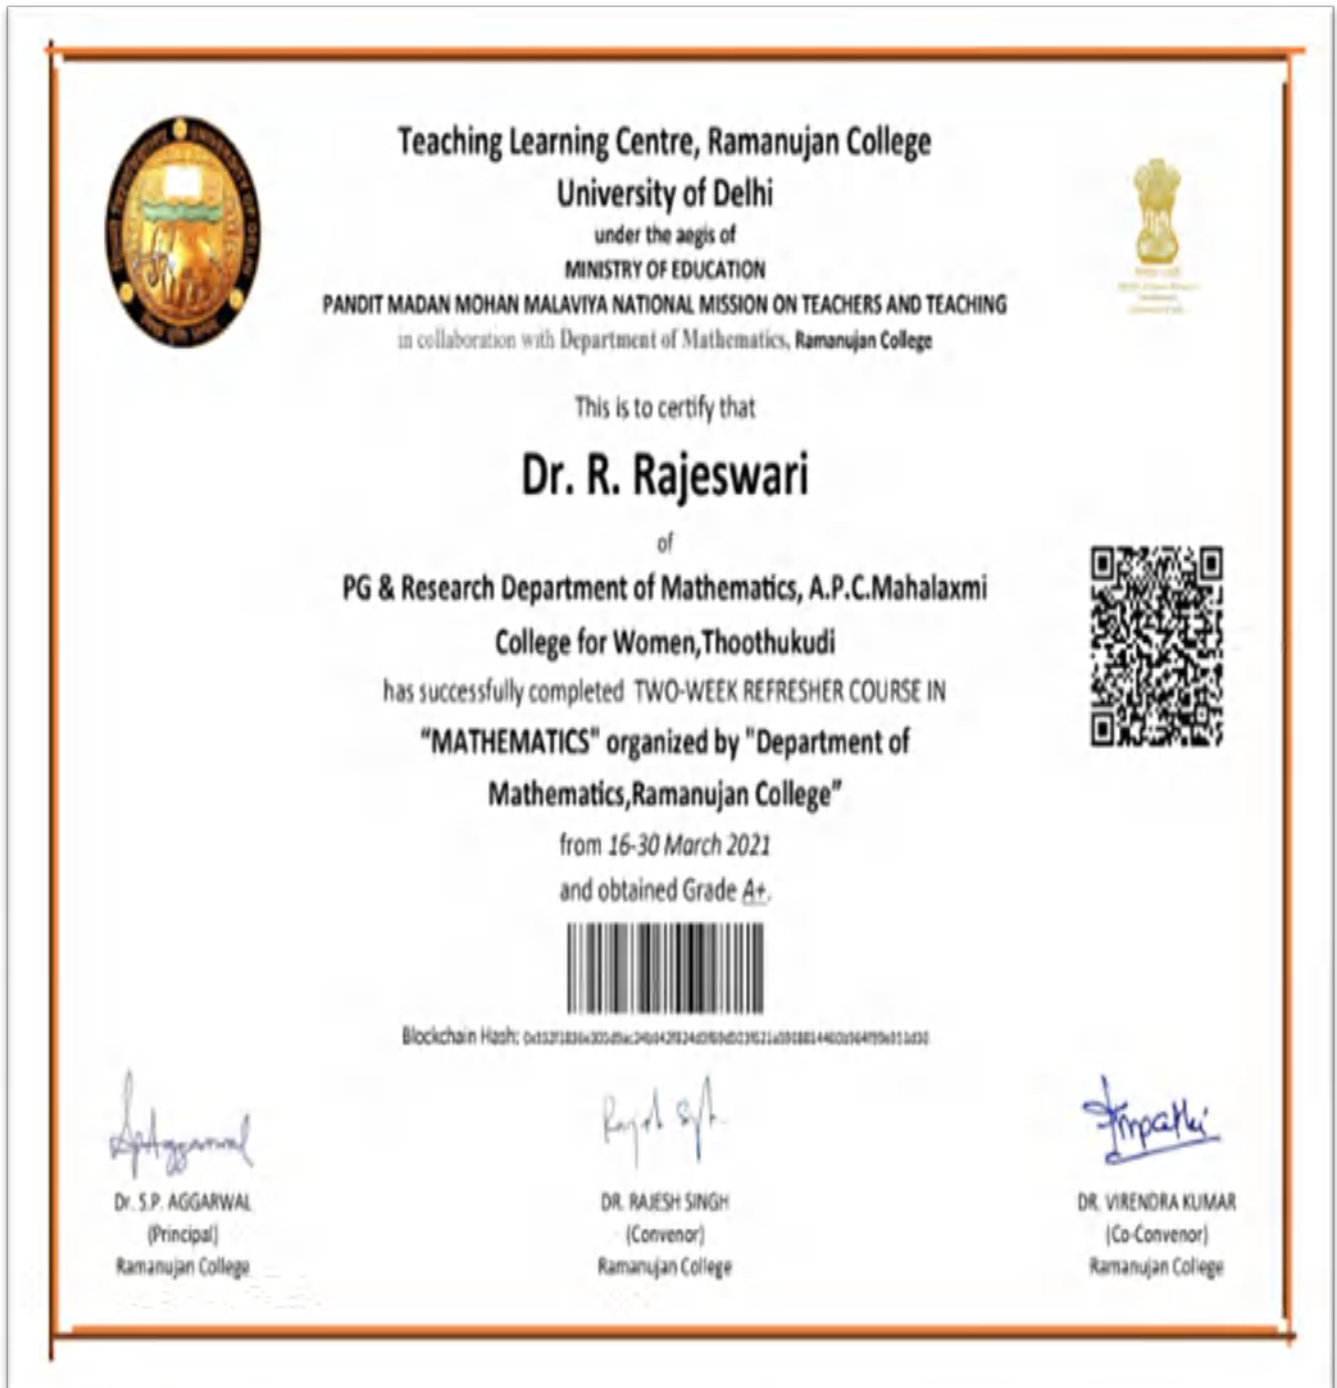 Teaching Learning Centre, Ramanujan College
University of Delhi
under the aegis of
MINISTRY OF EDUCATION
PANDIT MADAN MOHAN MALAVIYA NATIONAL MISSION ON TEACHERS AND TEACHING
in collaboration with Department of Mathematics, Ramanujan College
This is to certify that
Dr. R. Rajeswari
of
PG & Research Department of Mathematics, A.P.C.Mahalaxmi
College for Women,Thoothukudi
has successfully completed TWO-WEEK REFRESHER COURSE IN
“MATHEMATICS" organized by "Department of
Mathematics,Ramanujan College”
from 16-30 March 2021
and obtained Grade A+.
Blockchain Hash:
SPAggarwal
Rajesh Singh
Dr. S.P. AGGARWAL
(Principal)
Ramanujan College
DR. RAJESH SINGH
(Convenor)
Ramanujan College
DR. VIRENDRA KUMAR
(Co-Convenor)
Ramanujan College